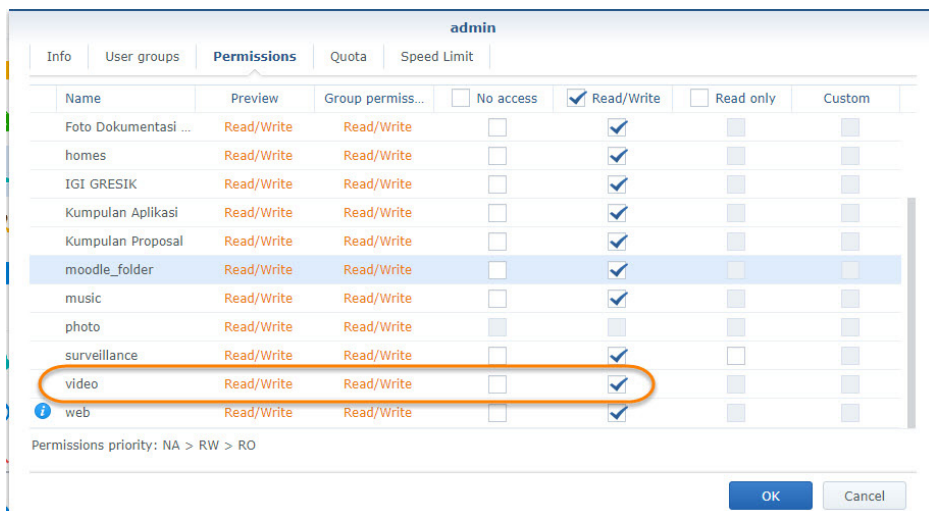 admin
Info User groups Permissions Quota Speed Limit
Name Preview Group permiss... No access Read/Write Read only Custom
Foto Dokumentasi ... Read/Write Read/Write
homes Read/Write Read/Write
IGI GRESIK Read/Write Read/Write
Kumpulan Aplikasi Read/Write Read/Write
Kumpulan Proposal Read/Write Read/Write
moodle_folder Read/Write Read/Write
music Read/Write Read/Write
photo Read/Write Read/Write
surveillance Read/Write Read/Write
video Read/Write Read/Write
i web Read/Write Read/Write
Permissions priority: NA > RW > RO
OK Cancel